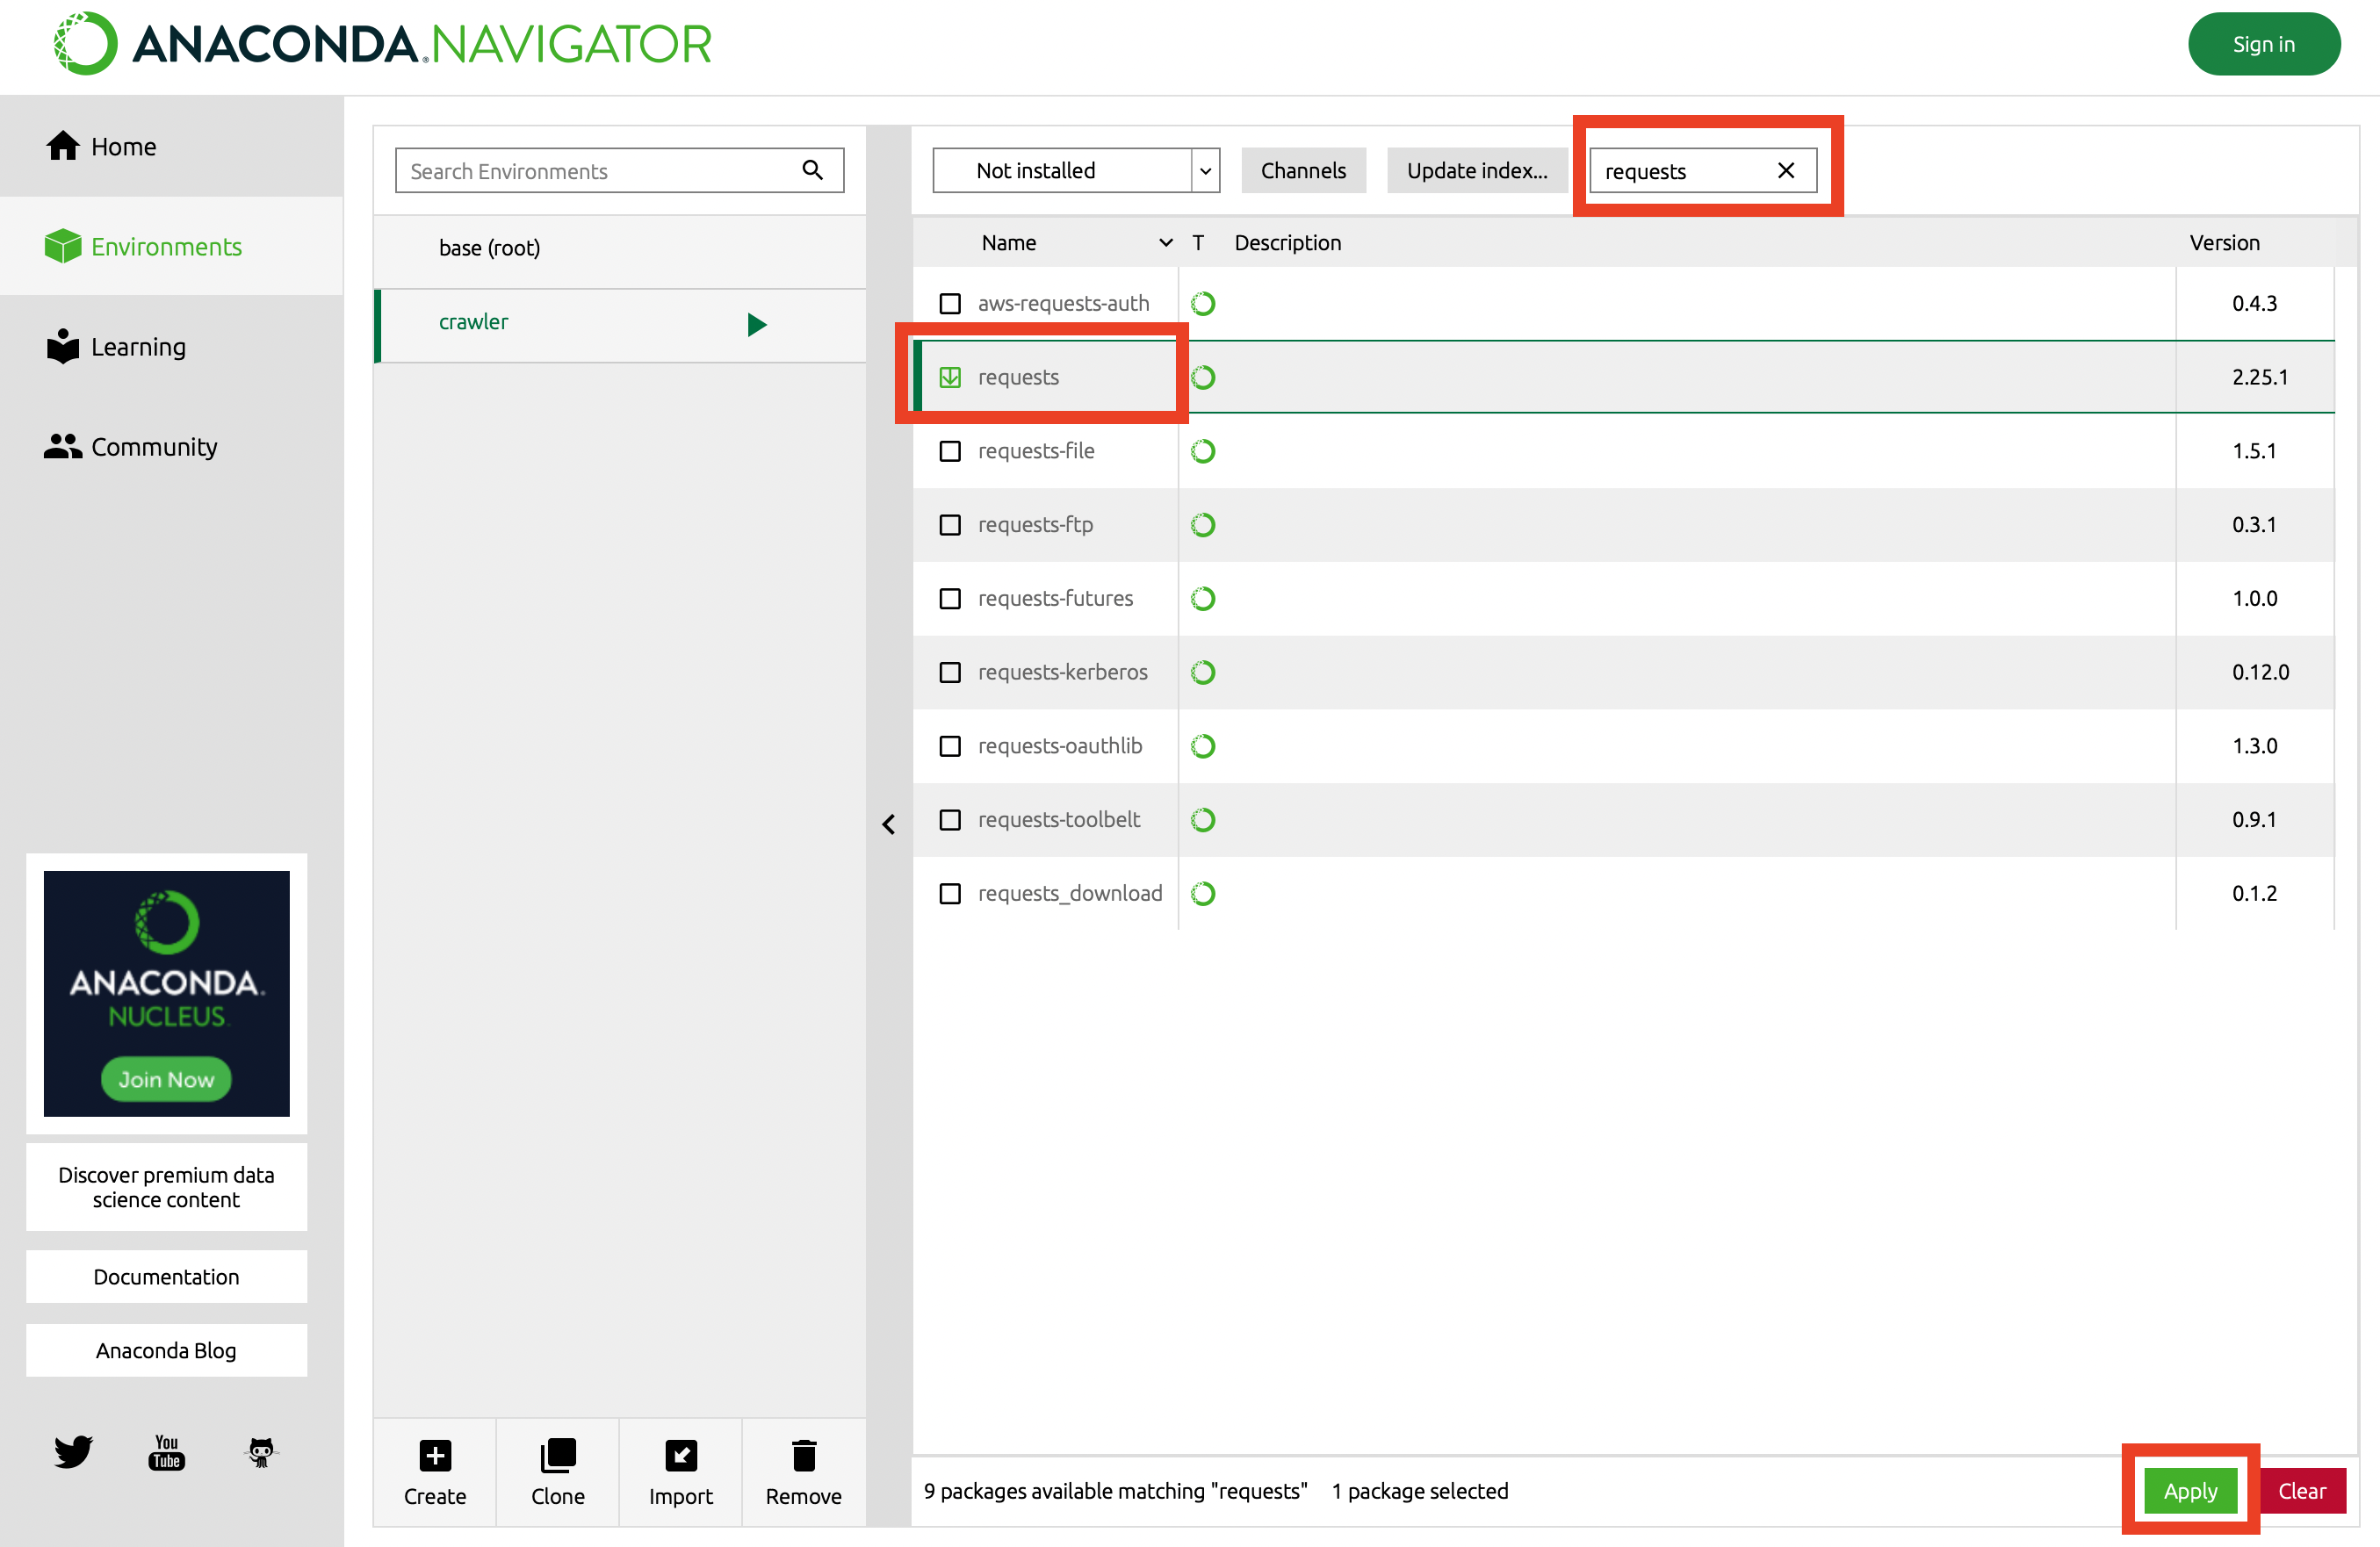 ANACONDA.NAVIGATOR
Sign in
Home
Environments
Learning
Community
ANACONDA.
NUCLEUS
Join Now
Discover premium data
science content
Documentation
Anaconda Blog
You
Tube
Search Environments
base (root)
crawler
Create
Clone
Import
Remove
Not installed
Channels
Update index...
requests
Name T Description Version
aws-requests-auth 0.4.3
requests 2.25.1
requests-file 1.5.1
requests-ftp 0.3.1
requests-futures 1.0.0
requests-kerberos 0.12.0
requests-oauthlib 1.3.0
requests-toolbelt 0.9.1
requests_download 0.1.2
9 packages available matching "requests" 1 package selected
Apply
Clear